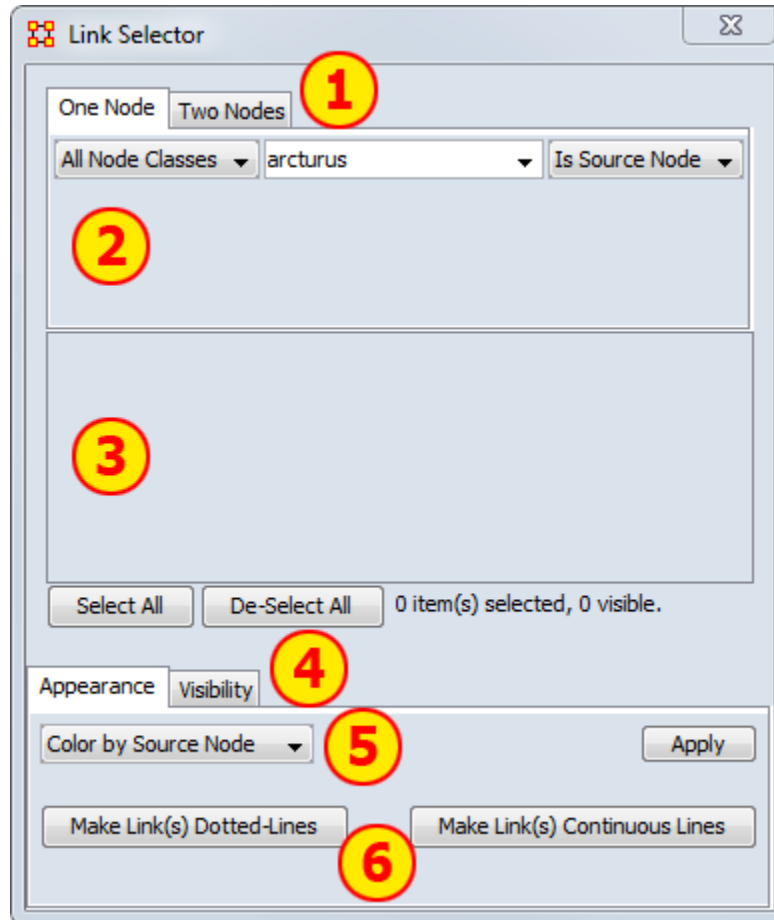 Link Selector
1
One Node Two Nodes
All Node Classes arcturus Is Source Node
2
3
Select All De-Select All 0 item(s) selected, 0 visible.
4
Appearance Visibility
Color by Source Node 5 Apply
Make Link(s) Dotted-Lines Make Link(s) Continuous Lines
6